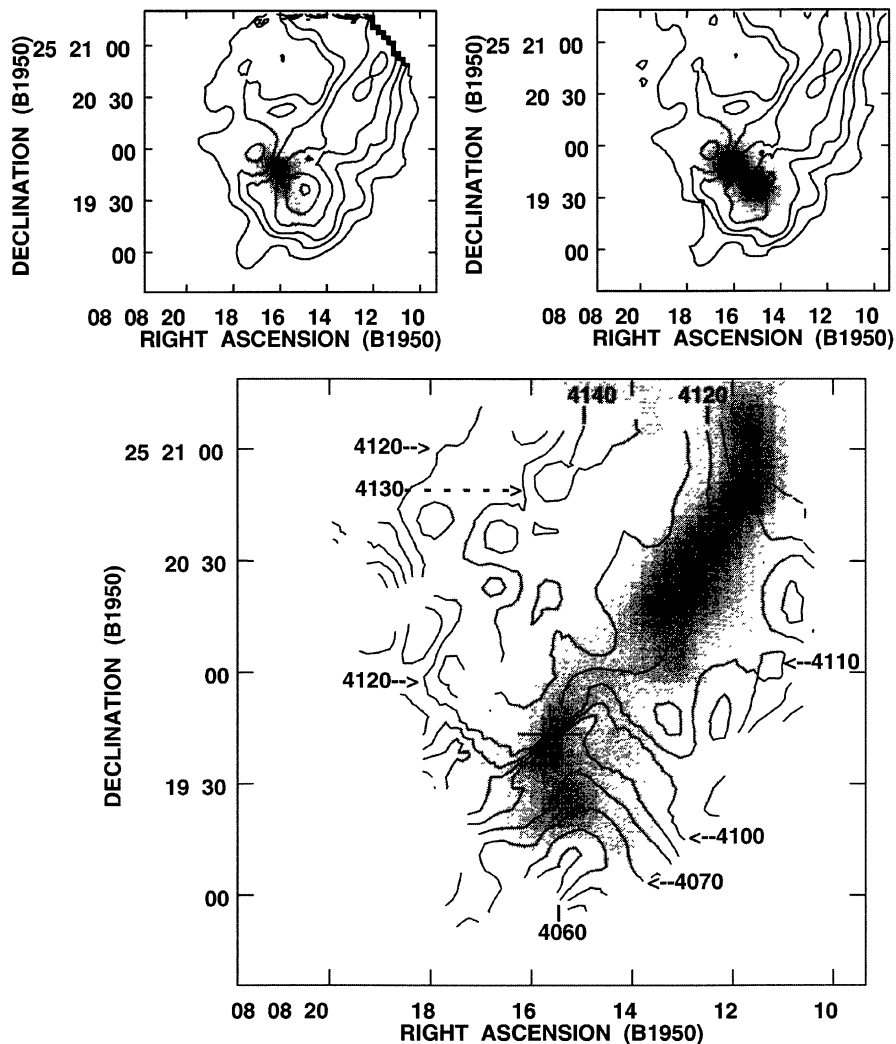 25 21 00
20 30
00
19 30
00
DECLINATION (B1950)
08 08 20 18 16 14 12 10
RIGHT ASCENSION (B1950)
25 21 00
20 30
00
19 30
00
DECLINATION (B1950)
08 08 20 18 16 14 12 10
RIGHT ASCENSION (B1950)
4140 4120
4120-->
4130- - - - - - - ->
4120-->
<--4110
<--4100
<--4070
4060
25 21 00
20 30
00
19 30
00
DECLINATION (B1950)
08 08 20 18 16 14 12 10
RIGHT ASCENSION (B1950)